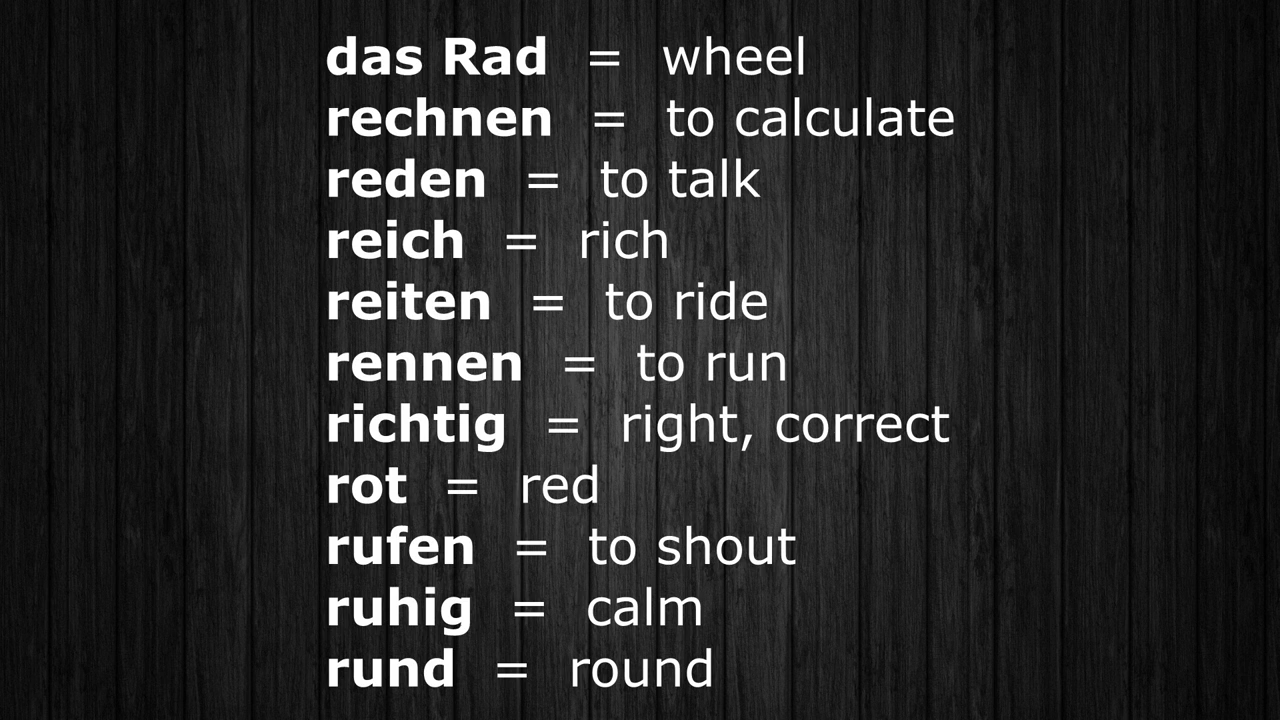 das Rad = wheel
rechnen = to calculate
reden = to talk
reich = rich
reiten = to ride
rennen = to run
richtig = right, correct
rot = red
rufen = to shout
ruhig = calm
rund = round